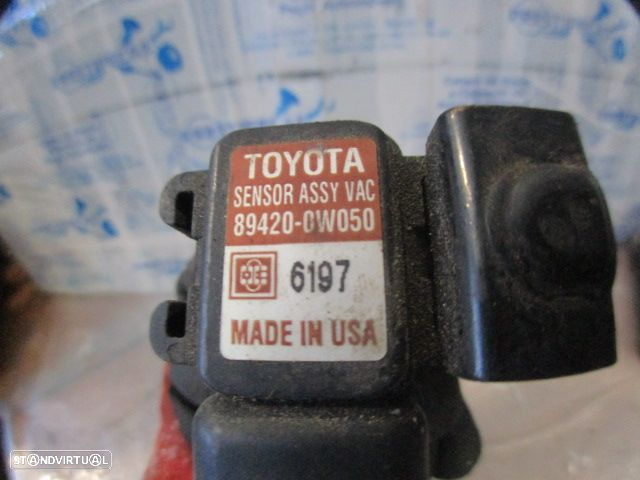 TOYOTA
SENSOR ASSY VAC
89420-0W050
6197
MADE IN USA
STANDVIRTUAL